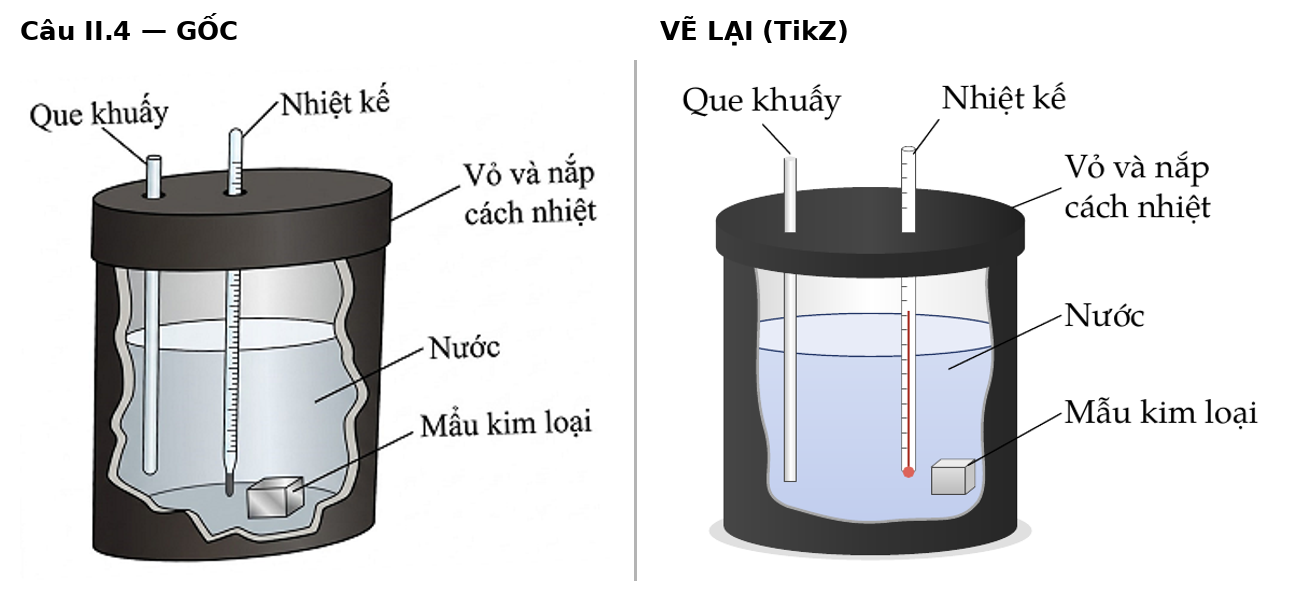 Câu II.4 — GỐC
Que khuấy
Nhiệt kế
Vỏ và nắp
cách nhiệt
Nước
Mẩu kim loại
VẼ LẠI (TikZ)
Que khuấy
Nhiệt kế
Vỏ và nắp
cách nhiệt
Nước
Mẫu kim loại